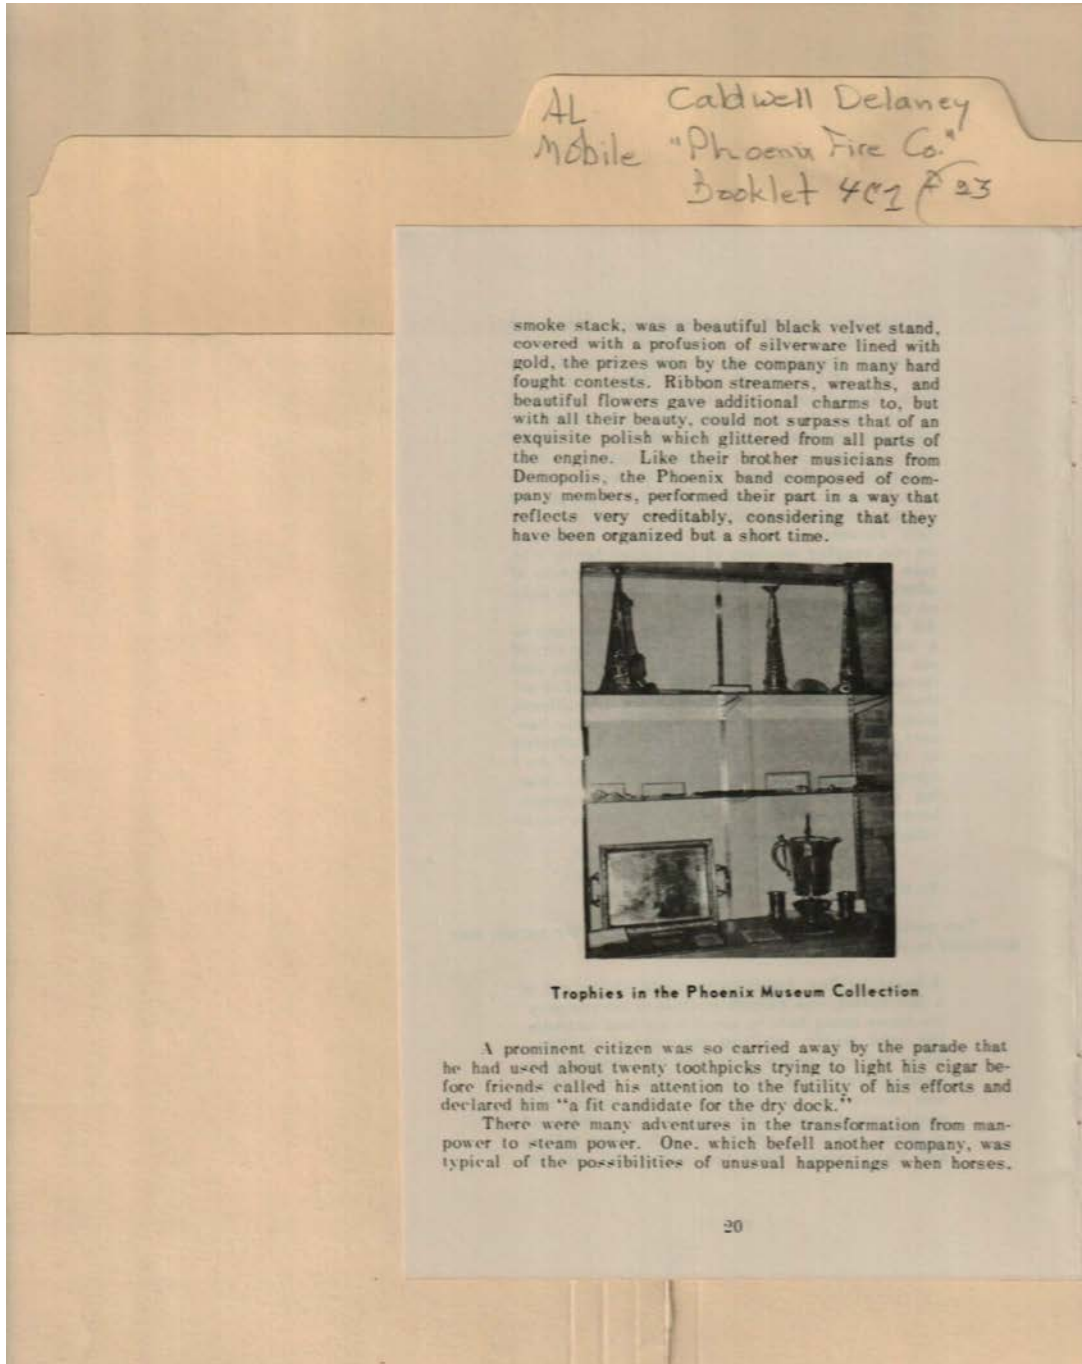 AL Caldwell Delaney
Mobile "Phoenix Fire Co."
Booklet 4C1 P 23
smoke stack, was a beautiful black velvet stand,
covered with a profusion of silverware lined with
gold, the prizes won by the company in many hard
fought contests. Ribbon streamers, wreaths, and
beautiful flowers gave additional charms to, but
with all their beauty, could not surpass that of an
exquisite polish which glittered from all parts of
the engine. Like their brother musicians from
Demopolis, the Phoenix band composed of com-
pany members, performed their part in a way that
reflects very creditably, considering that they
have been organized but a short time.
Trophies in the Phoenix Museum Collection
A prominent citizen was so carried away by the parade that
he had used about twenty toothpicks trying to light his cigar be-
fore friends called his attention to the futility of his efforts and
declared him "a fit candidate for the dry dock."
There were many adventures in the transformation from man-
power to steam power. One, which befell another company, was
typical of the possibilities of unusual happenings when horses,
20